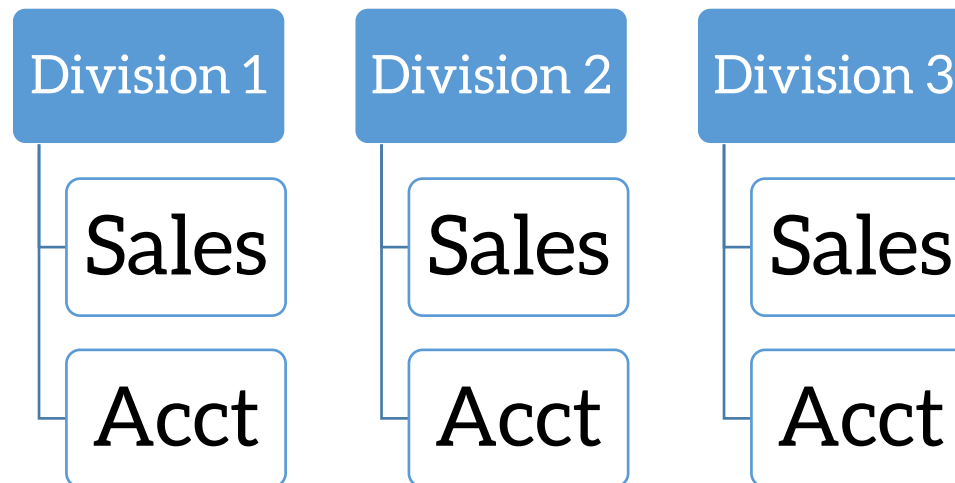 Division 1
Division 2
Division 3
Sales
Sales
Sales
Acct
Acct
Acct